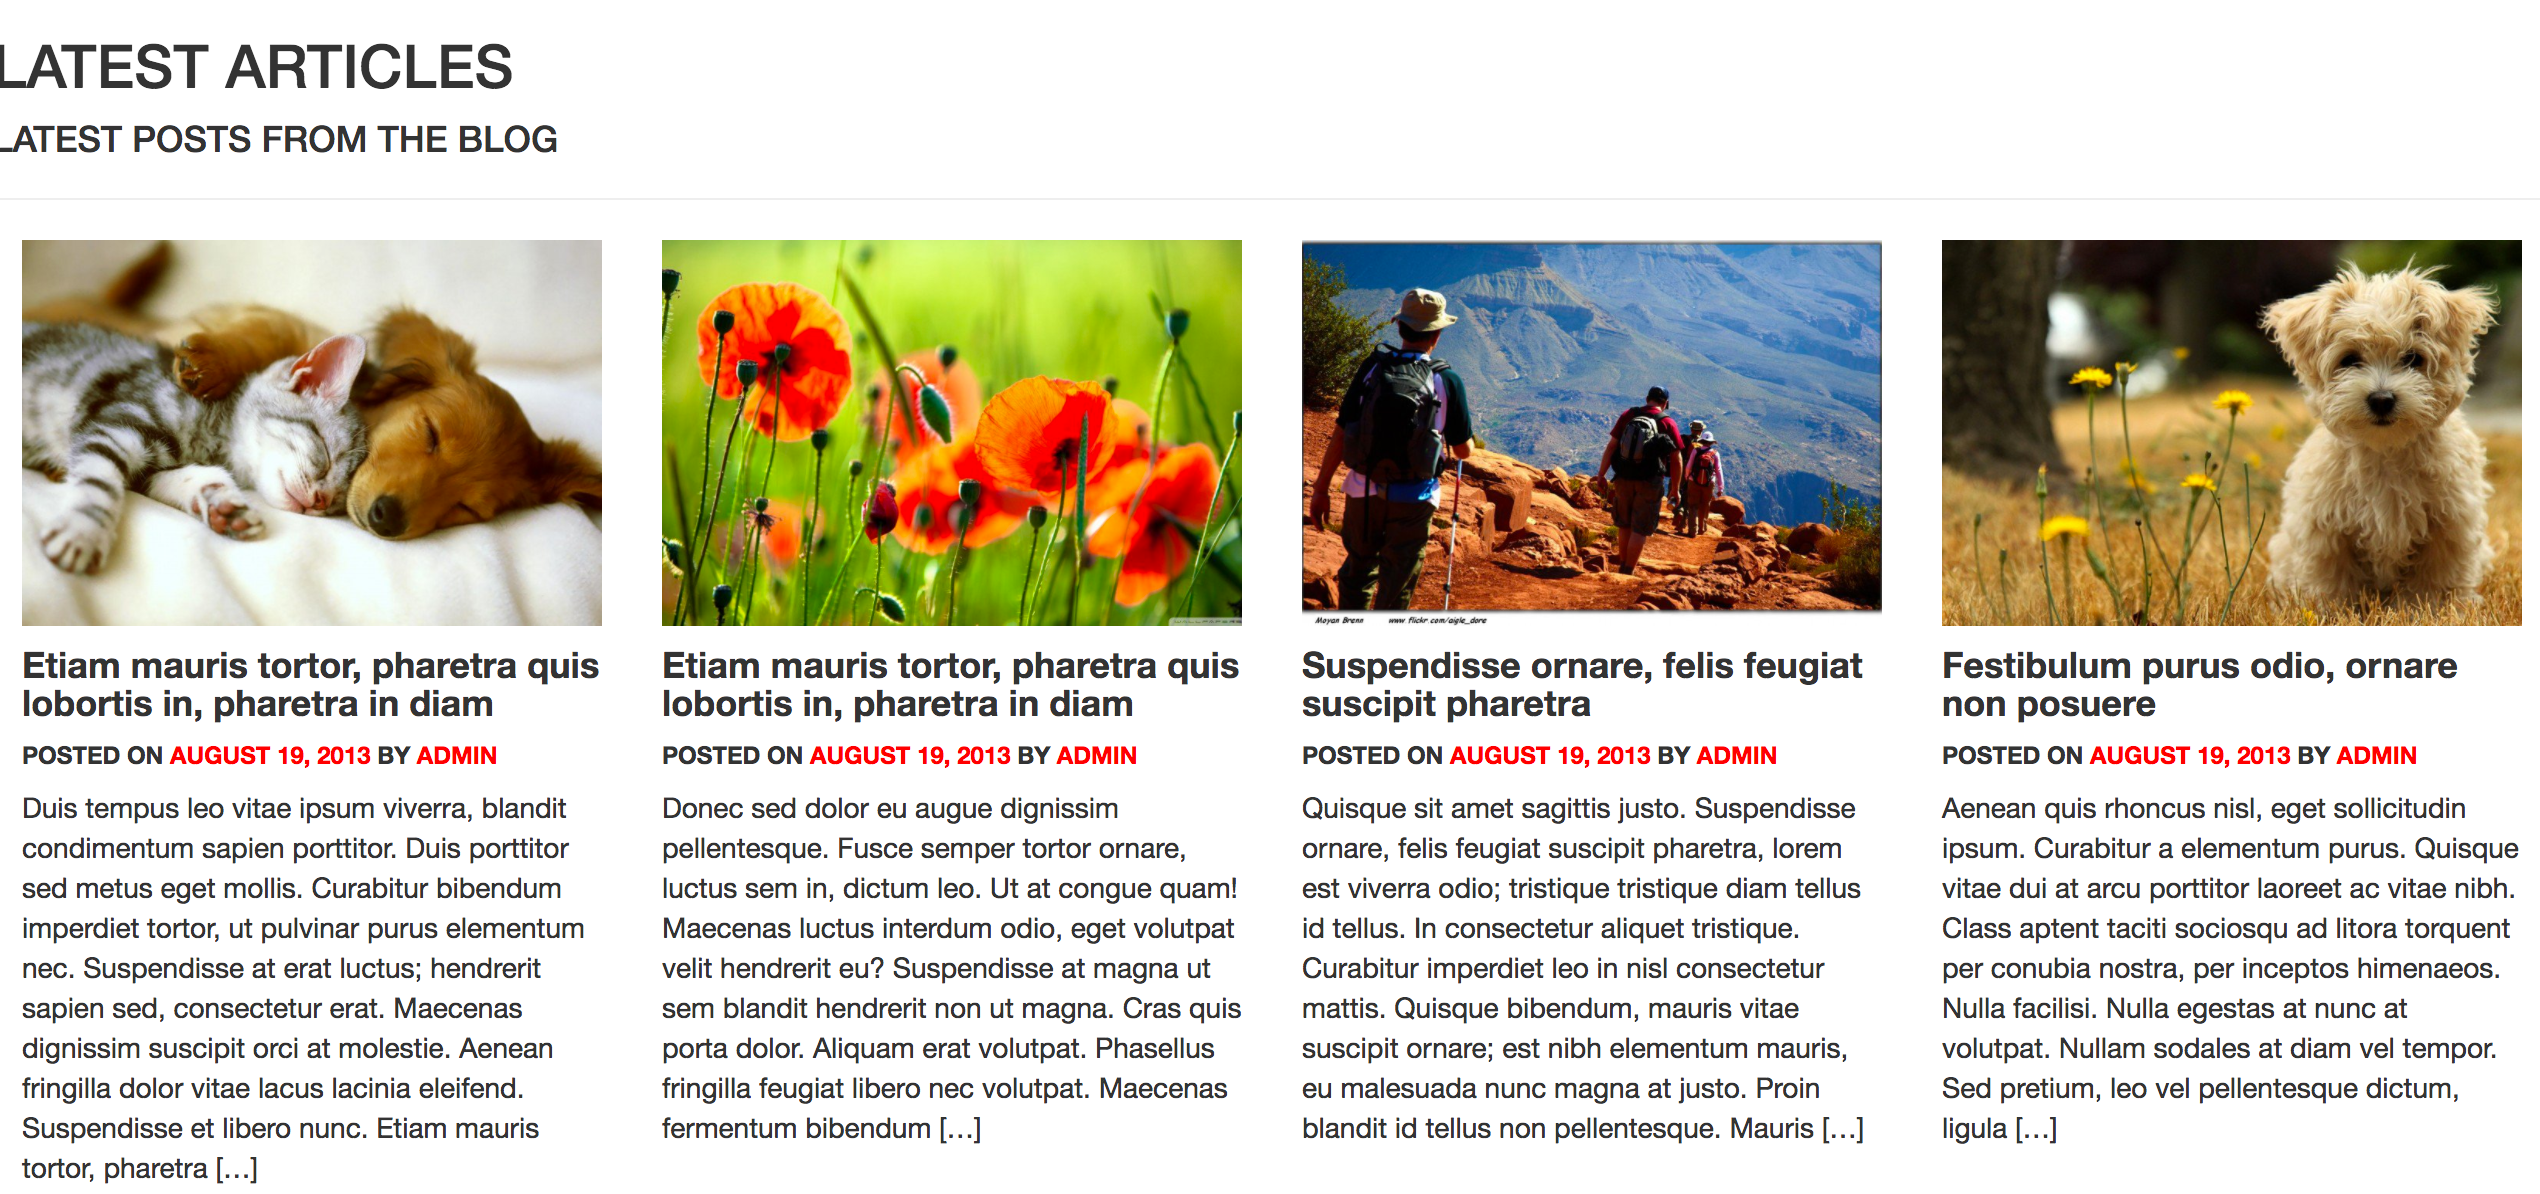 LATEST ARTICLES
LATEST POSTS FROM THE BLOG
Moyan Brenn www flickr com/aigle_dore
Etiam mauris tortor, pharetra quis
lobortis in, pharetra in diam
POSTED ON AUGUST 19, 2013 BY ADMIN
Duis tempus leo vitae ipsum viverra, blandit
condimentum sapien porttitor. Duis porttitor
sed metus eget mollis. Curabitur bibendum
imperdiet tortor, ut pulvinar purus elementum
nec. Suspendisse at erat luctus; hendrerit
sapien sed, consectetur erat. Maecenas
dignissim suscipit orci at molestie. Aenean
fringilla dolor vitae lacus lacinia eleifend.
Suspendisse et libero nunc. Etiam mauris
tortor, pharetra […]
Etiam mauris tortor, pharetra quis
lobortis in, pharetra in diam
POSTED ON AUGUST 19, 2013 BY ADMIN
Donec sed dolor eu augue dignissim
pellentesque. Fusce semper tortor ornare,
luctus sem in, dictum leo. Ut at congue quam!
Maecenas luctus interdum odio, eget volutpat
velit hendrerit eu? Suspendisse at magna ut
sem blandit hendrerit non ut magna. Cras quis
porta dolor. Aliquam erat volutpat. Phasellus
fringilla feugiat libero nec volutpat. Maecenas
fermentum bibendum […]
Suspendisse ornare, felis feugiat
suscipit pharetra
POSTED ON AUGUST 19, 2013 BY ADMIN
Quisque sit amet sagittis justo. Suspendisse
ornare, felis feugiat suscipit pharetra, lorem
est viverra odio; tristique tristique diam tellus
id tellus. In consectetur aliquet tristique.
Curabitur imperdiet leo in nisl consectetur
mattis. Quisque bibendum, mauris vitae
suscipit ornare; est nibh elementum mauris,
eu malesuada nunc magna at justo. Proin
blandit id tellus non pellentesque. Mauris […]
Festibulum purus odio, ornare
non posuere
POSTED ON AUGUST 19, 2013 BY ADMIN
Aenean quis rhoncus nisl, eget sollicitudin
ipsum. Curabitur a elementum purus. Quisque
vitae dui at arcu porttitor laoreet ac vitae nibh.
Class aptent taciti sociosqu ad litora torquent
per conubia nostra, per inceptos himenaeos.
Nulla facilisi. Nulla egestas at nunc at
volutpat. Nullam sodales at diam vel tempor.
Sed pretium, leo vel pellentesque dictum,
ligula […]